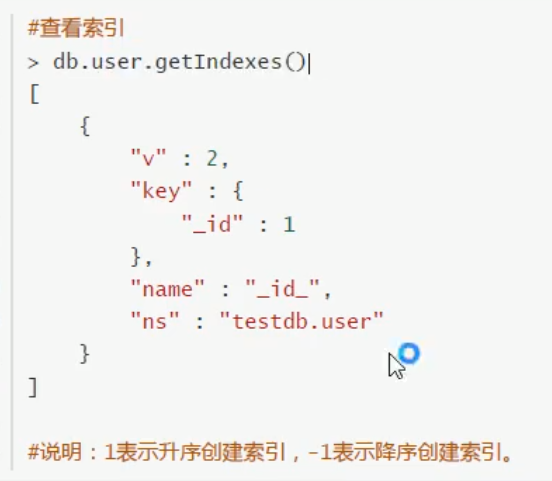 #查看索引
> db.user.getIndexes()
[
    {
        "v" : 2,
        "key" : {
            "_id" : 1
        },
        "name" : "_id_",
        "ns" : "testdb.user"
    }
]
#说明：1表示升序创建索引，-1表示降序创建索引。